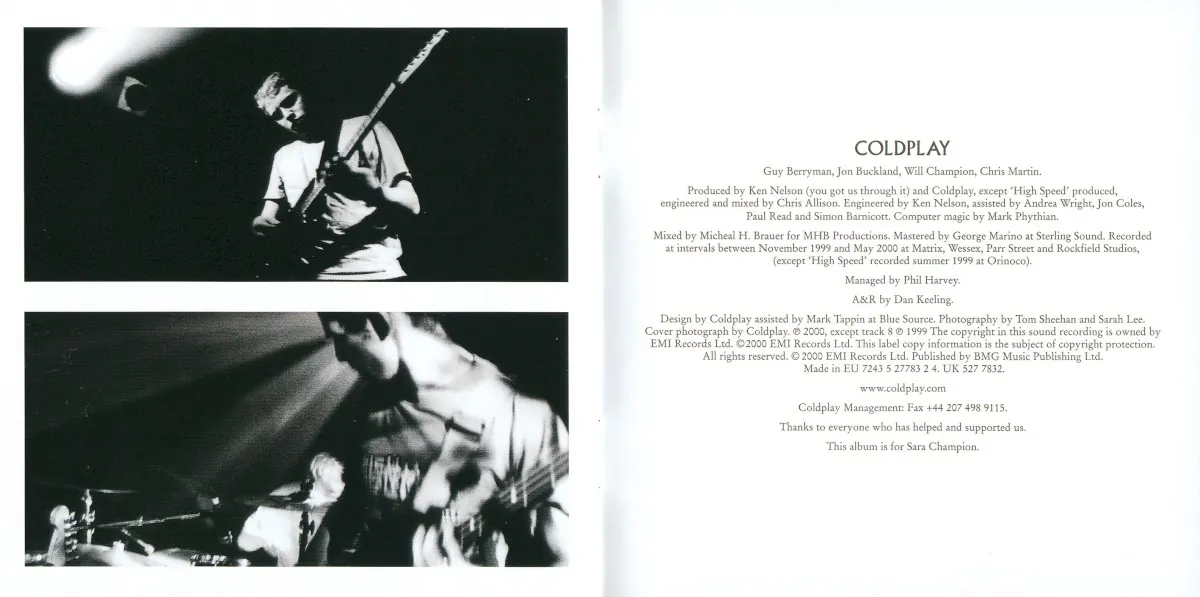 COLDPLAY
Guy Berryman, Jon Buckland, Will Champion, Chris Martin.
Produced by Ken Nelson (you got us through it) and Coldplay, except ‘High Speed’ produced,
engineered and mixed by Chris Allison. Engineered by Ken Nelson, assisted by Andrea Wright, Jon Coles,
Paul Read and Simon Barnicott. Computer magic by Mark Phythian.
Mixed by Micheal H. Brauer for MHB Productions. Mastered by George Marino at Sterling Sound. Recorded
at intervals between November 1999 and May 2000 at Matrix, Wessex, Parr Street and Rockfield Studios,
(except ‘High Speed’ recorded summer 1999 at Orinoco).
Managed by Phil Harvey.
A&R by Dan Keeling.
Design by Coldplay assisted by Mark Tappin at Blue Source. Photography by Tom Sheehan and Sarah Lee.
Cover photograph by Coldplay. ℗ 2000, except track 8 ℗ 1999 The copyright in this sound recording is owned by
EMI Records Ltd. ©2000 EMI Records Ltd. This label copy information is the subject of copyright protection.
All rights reserved. © 2000 EMI Records Ltd. Published by BMG Music Publishing Ltd.
Made in EU 7243 5 27783 2 4. UK 527 7832.
www.coldplay.com
Coldplay Management: Fax +44 207 498 9115.
Thanks to everyone who has helped and supported us.
This album is for Sara Champion.